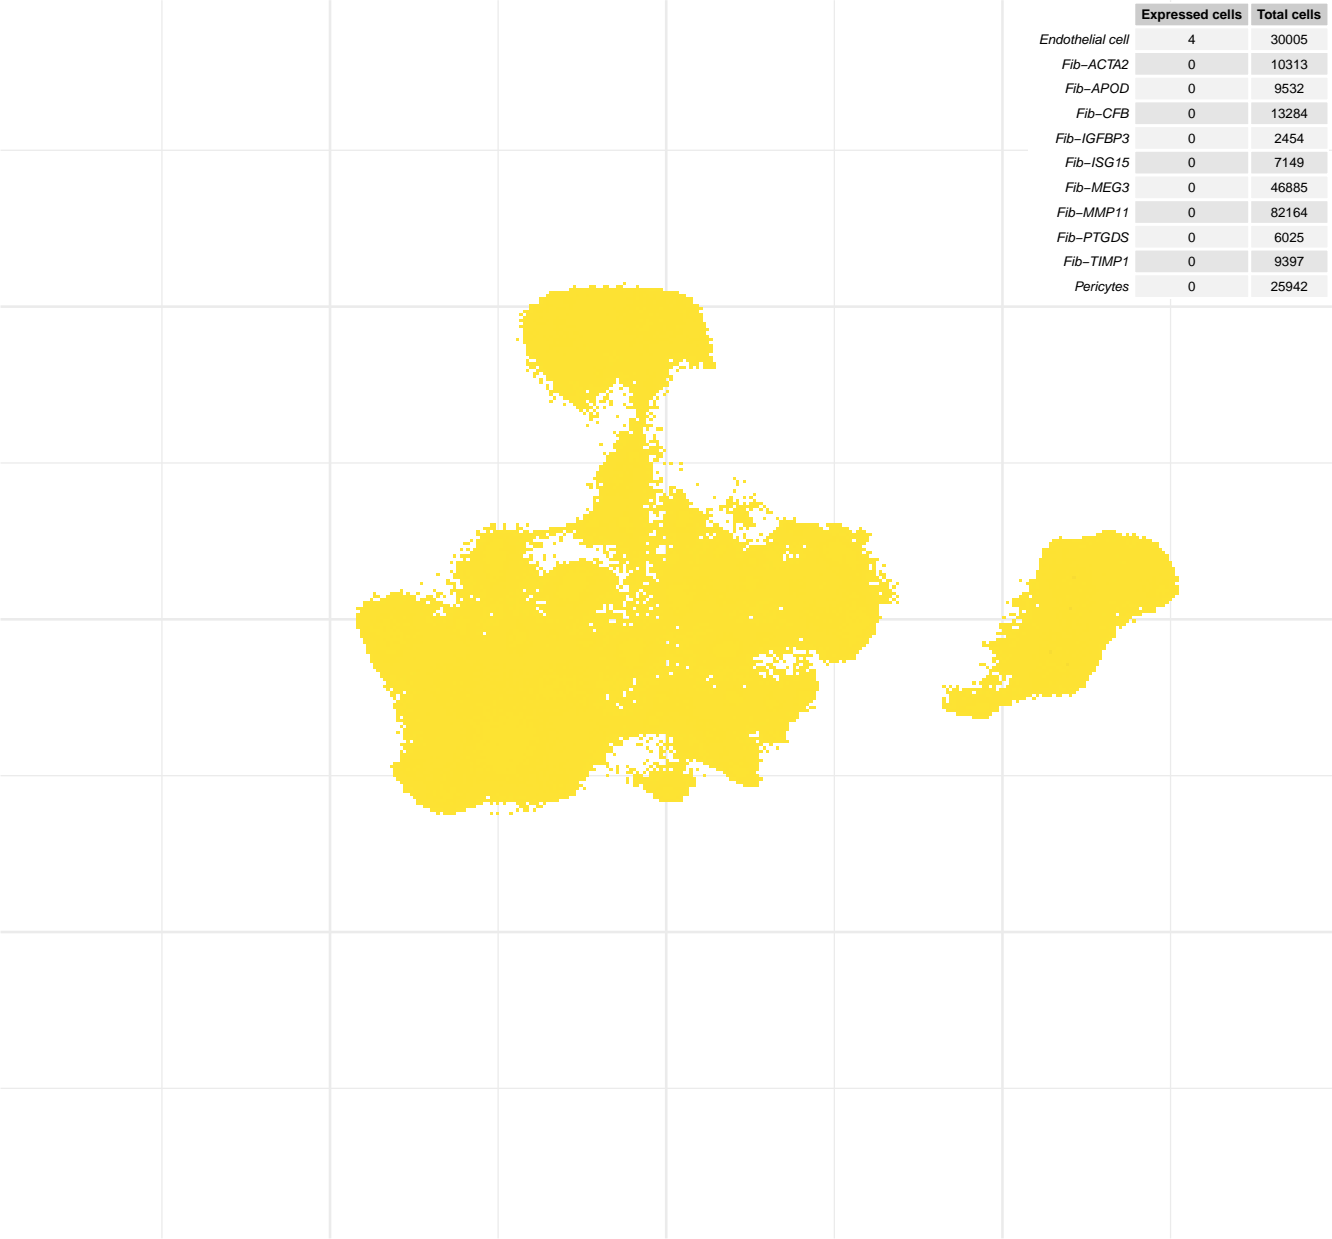 Expressed cells Total cells
Endothelial cell 4 30005
Fib−ACTA2 0 10313
Fib−APOD 0 9532
Fib−CFB 0 13284
Fib−IGFBP3 0 2454
Fib−ISG15 0 7149
Fib−MEG3 0 46885
Fib−MMP11 0 82164
Fib−PTGDS 0 6025
Fib−TIMP1 0 9397
Pericytes 0 25942